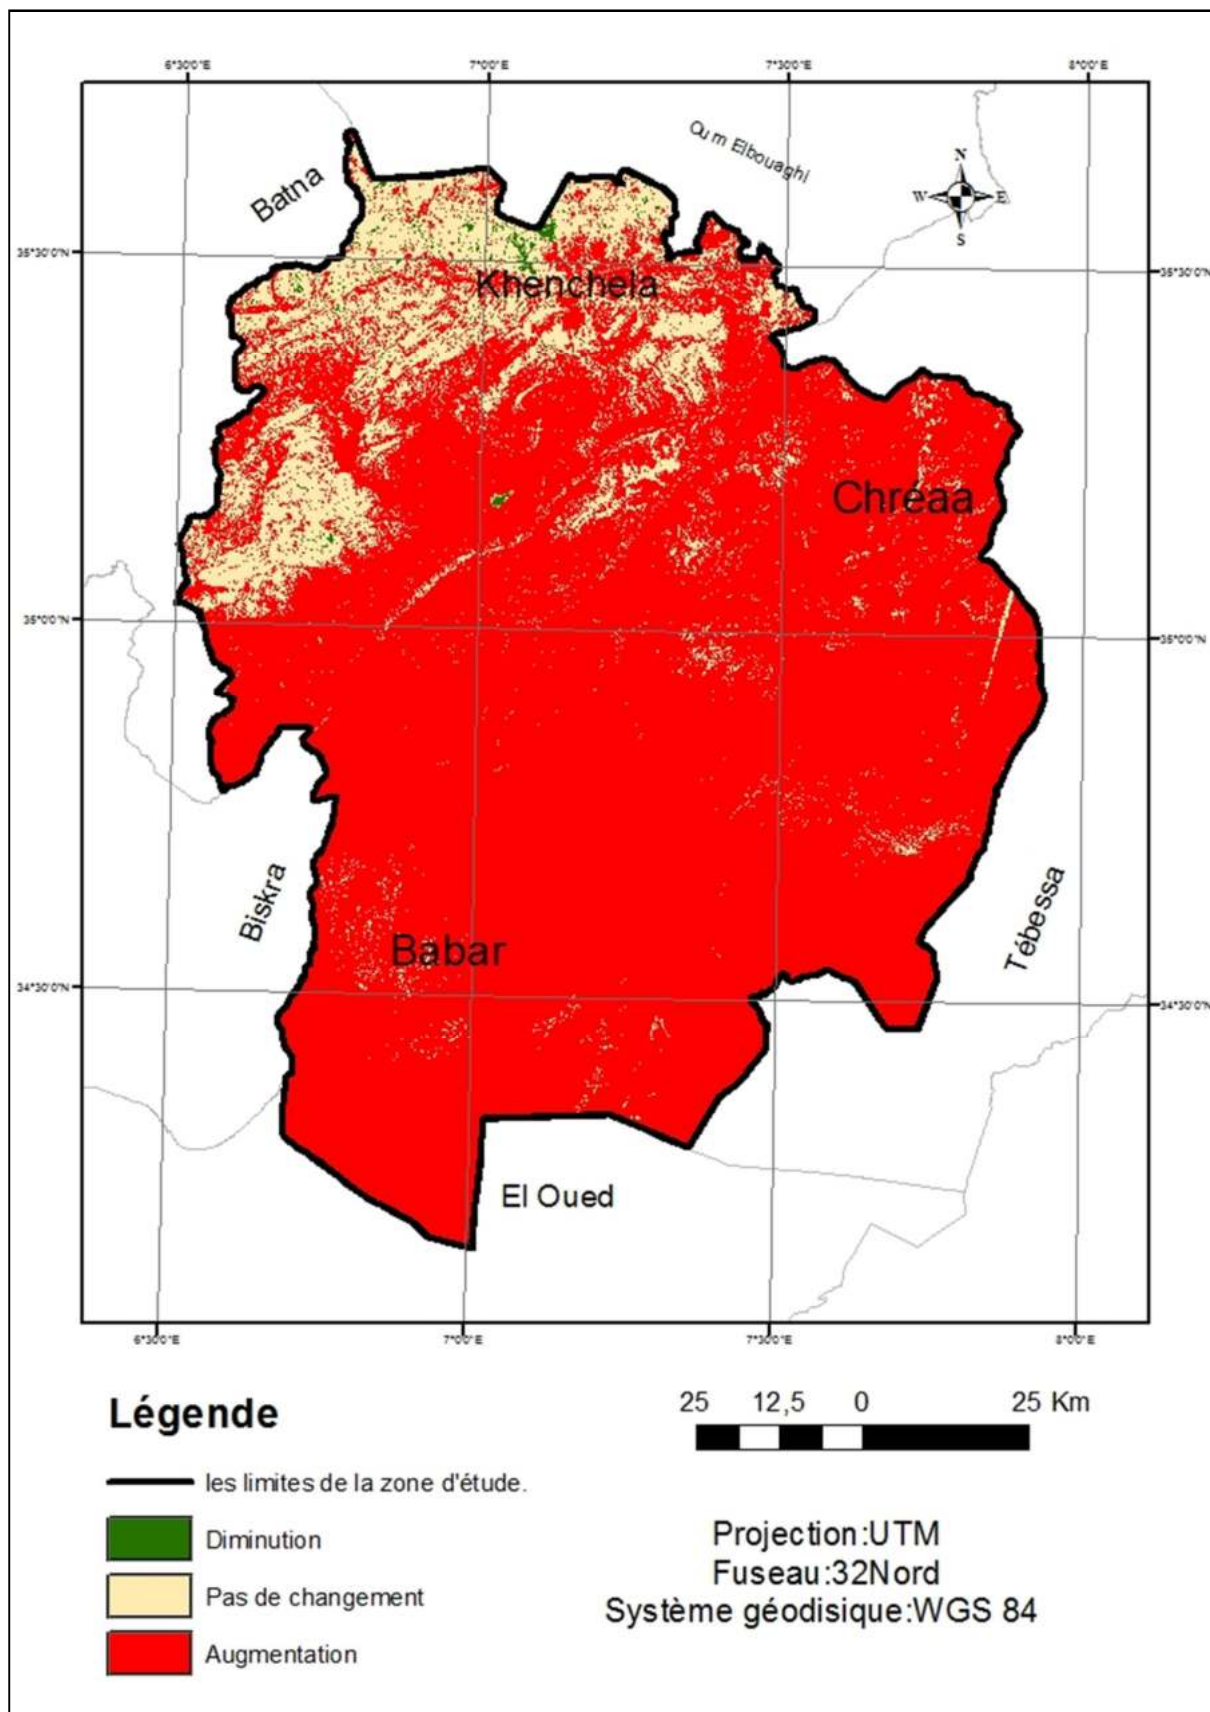 6°30'0"E 7°0'0"E 7°30'0"E 8°0'0"E
Oum Elbouaghi
Batna
N
W E
S
35°30'0"N 35°30'0"N
Khenchela
Chréaa
35°0'0"N 35°0'0"N
Biskra
Tébessa
Babar
34°30'0"N 34°30'0"N
El Oued
6°30'0"E 7°0'0"E 7°30'0"E 8°0'0"E
Légende
25 12,5 0 25 Km
les limites de la zone d'étude.
Diminution
Pas de changement
Augmentation
Projection:UTM
Fuseau:32Nord
Système géodisique:WGS 84